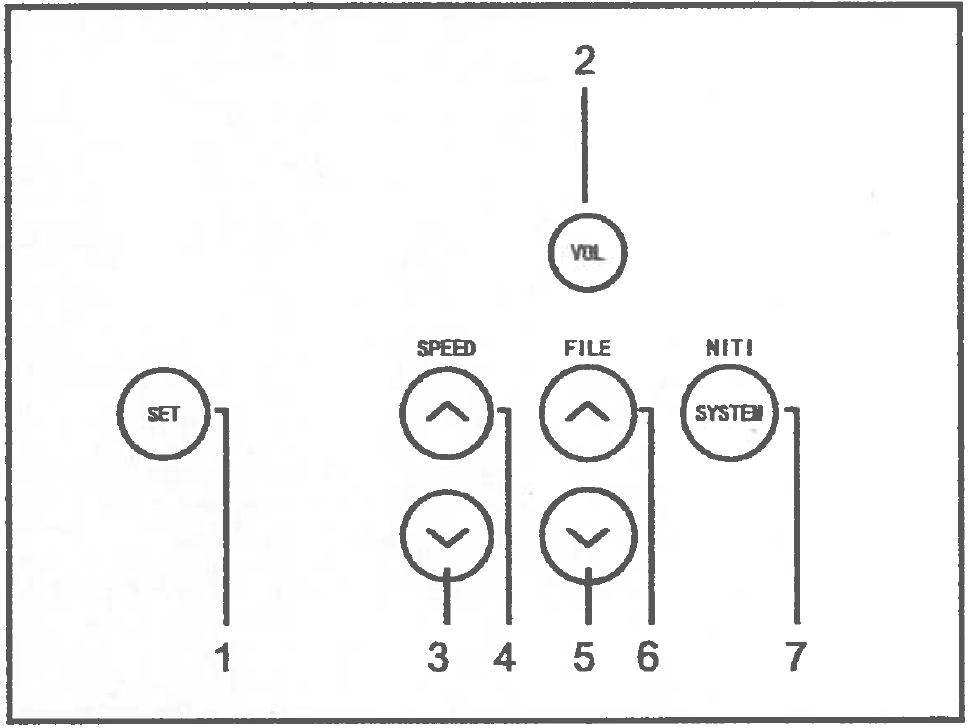 2
VOL
SPEED FILE NITI
SET SYSTEM
1 3 4 5 6 7